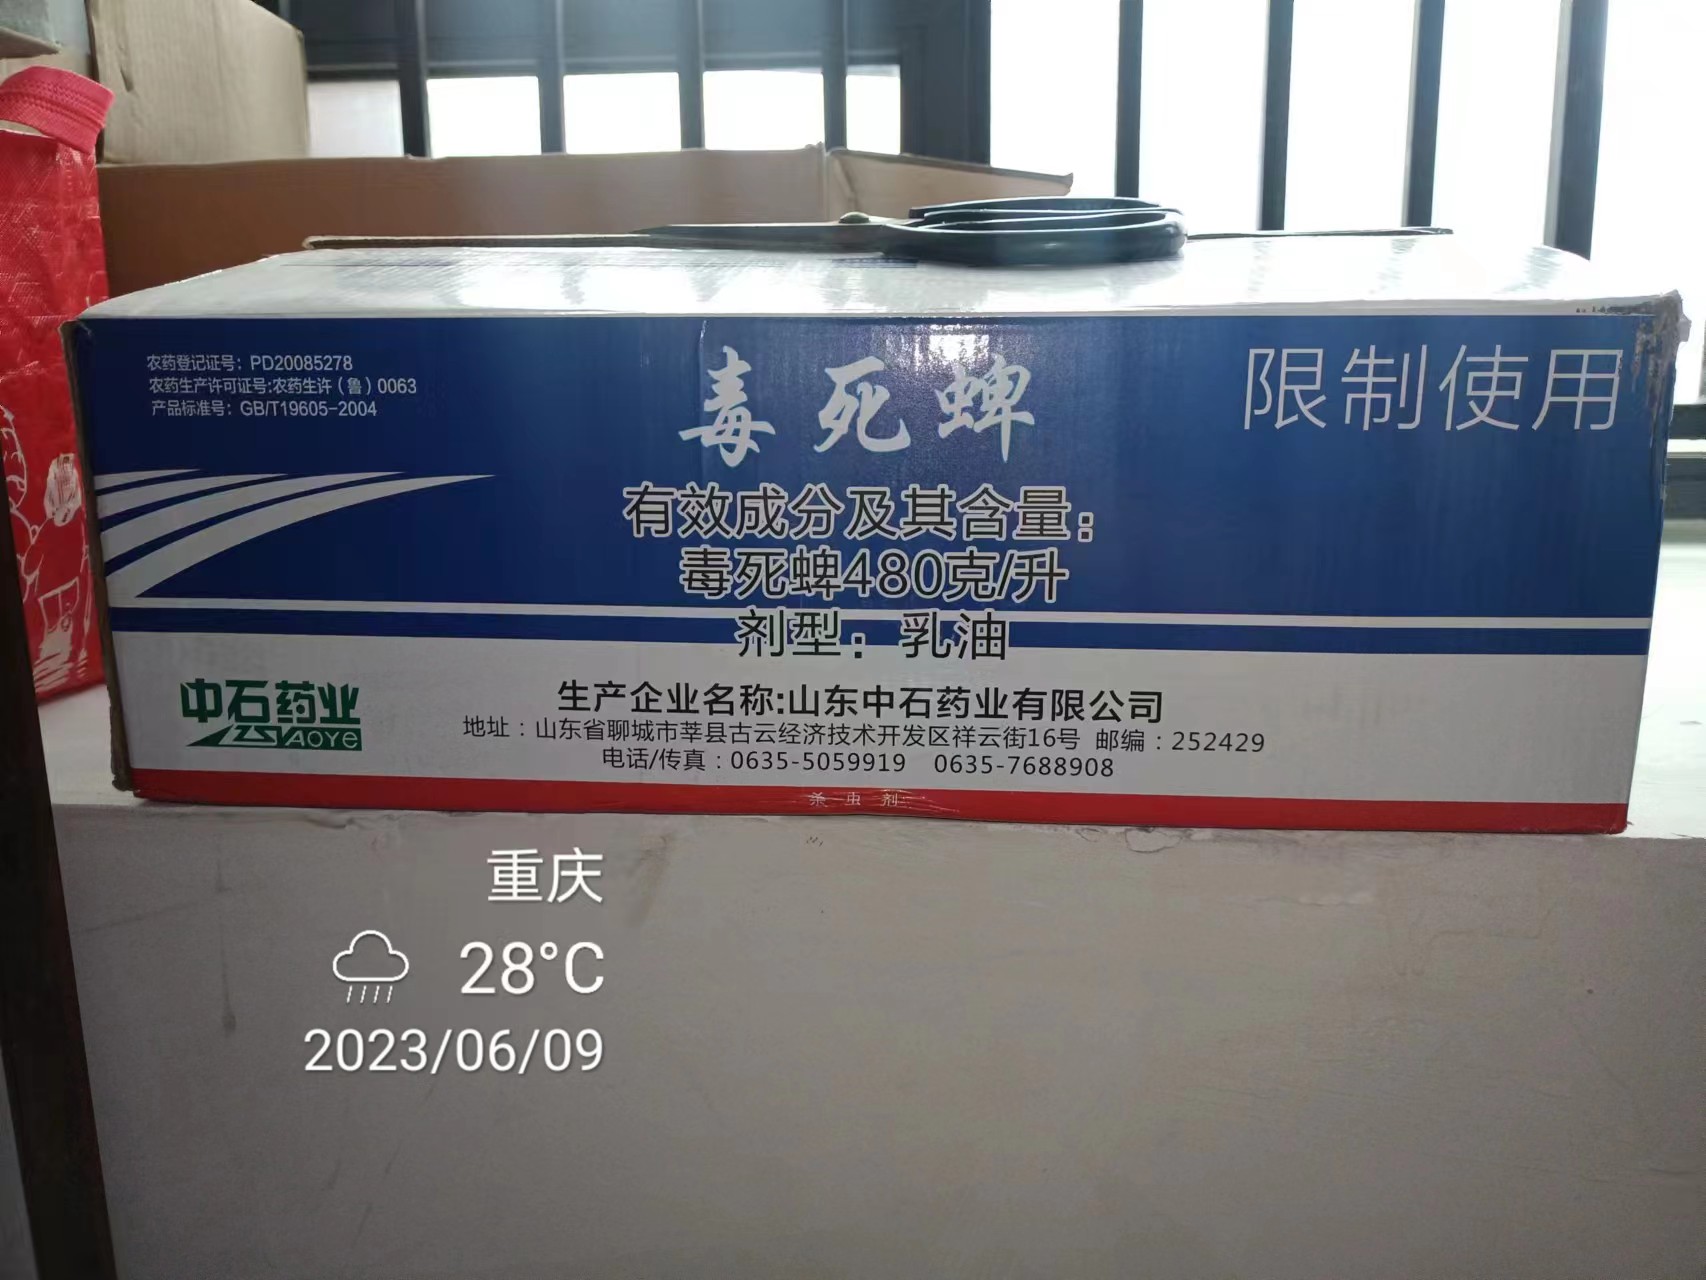 农药登记证号：PD20085278
农药生产许可证号:农药生许（鲁）0063
产品标准号：GB/T19605-2004
毒死蜱
限制使用
有效成分及其含量：
毒死蜱480克/升
剂型：乳油
中石药业
YAOYE
生产企业名称:山东中石药业有限公司
地址：山东省聊城市莘县古云经济技术开发区祥云街16号 邮编：252429
电话/传真：0635-5059919 0635-7688908
杀虫剂
重庆
28°C
2023/06/09